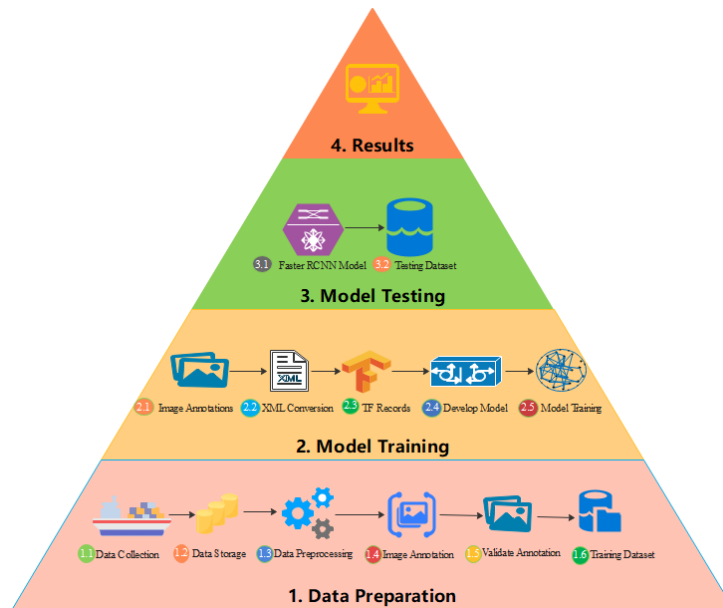 4. Results
3.1 Faster RCNN Model 3.2 Testing Dataset
3. Model Testing
XML
2.1 Image Annotations 2.2 XML Conversion 2.3 TF Records 2.4 Develop Model 2.5 Model Training
2. Model Training
1.1 Data Collection 1.2 Data Storage 1.3 Data Preprocessing 1.4 Image Annotation 1.5 Validate Annotation 1.6 Training Dataset
1. Data Preparation